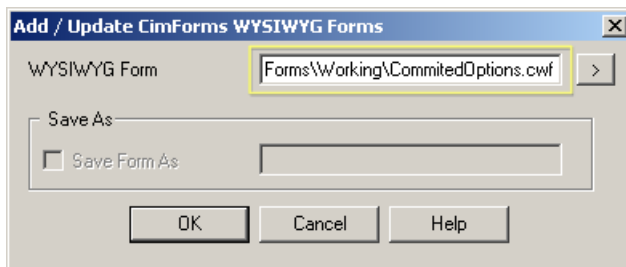 Add / Update CimForms WYSIWYG Forms
WYSIWYG Form
Forms\Working\CommitedOptions.cwf
>
Save As
Save Form As
OK Cancel Help